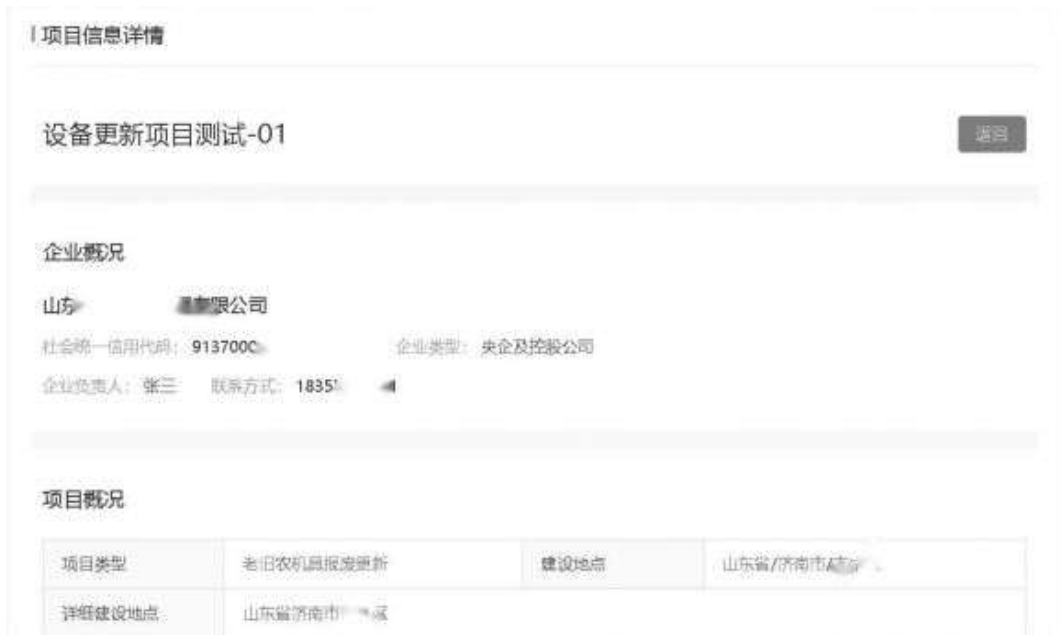 项目信息详情
设备更新项目测试-01
返回
企业概况
山东 有限公司
社会统一信用代码：913700 企业类型：央企及控股公司
企业负责人：张三 联系方式：1835
项目概况
项目类型 老旧农机具报废更新 建设地点 山东省/济南市/
详细建设地点 山东省济南市 区